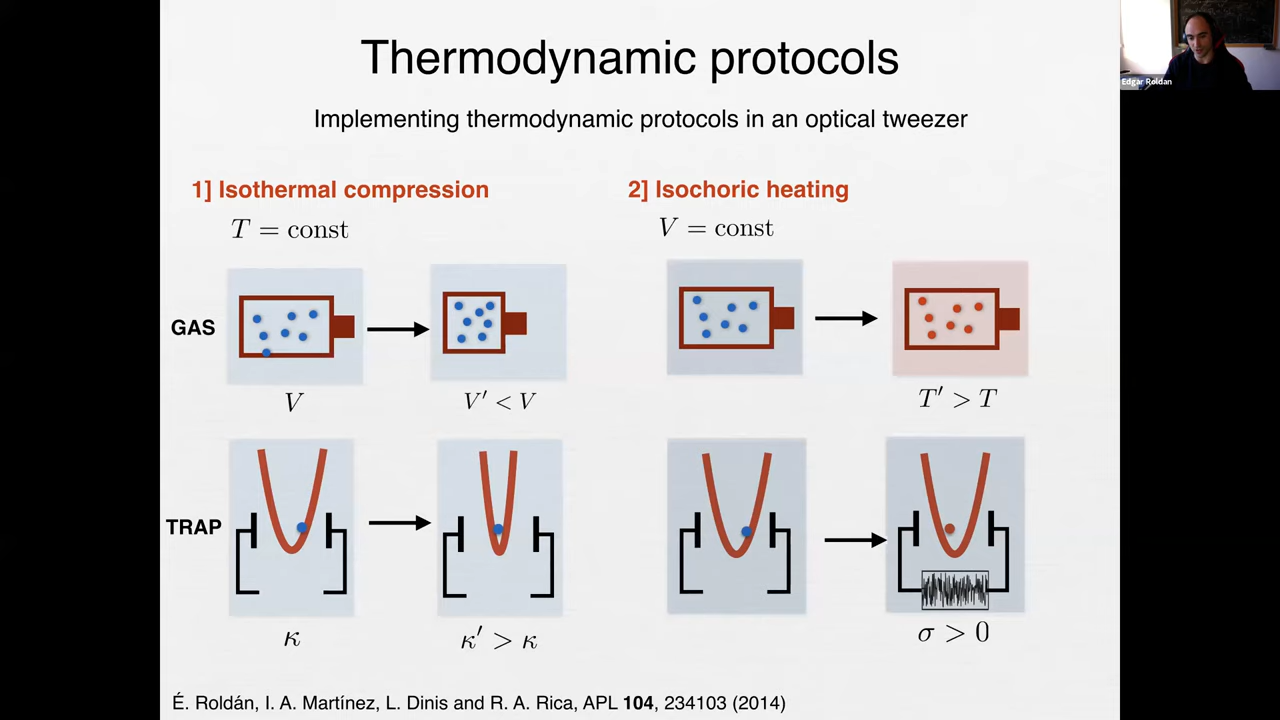 Thermodynamic protocols
Edgar Roldan
Implementing thermodynamic protocols in an optical tweezer
1] Isothermal compression
2] Isochoric heating
T = const
V = const
GAS
V
V′ < V
T′ > T
TRAP
κ
κ′ > κ
σ > 0
É. Roldán, I. A. Martínez, L. Dinis and R. A. Rica, APL 104, 234103 (2014)